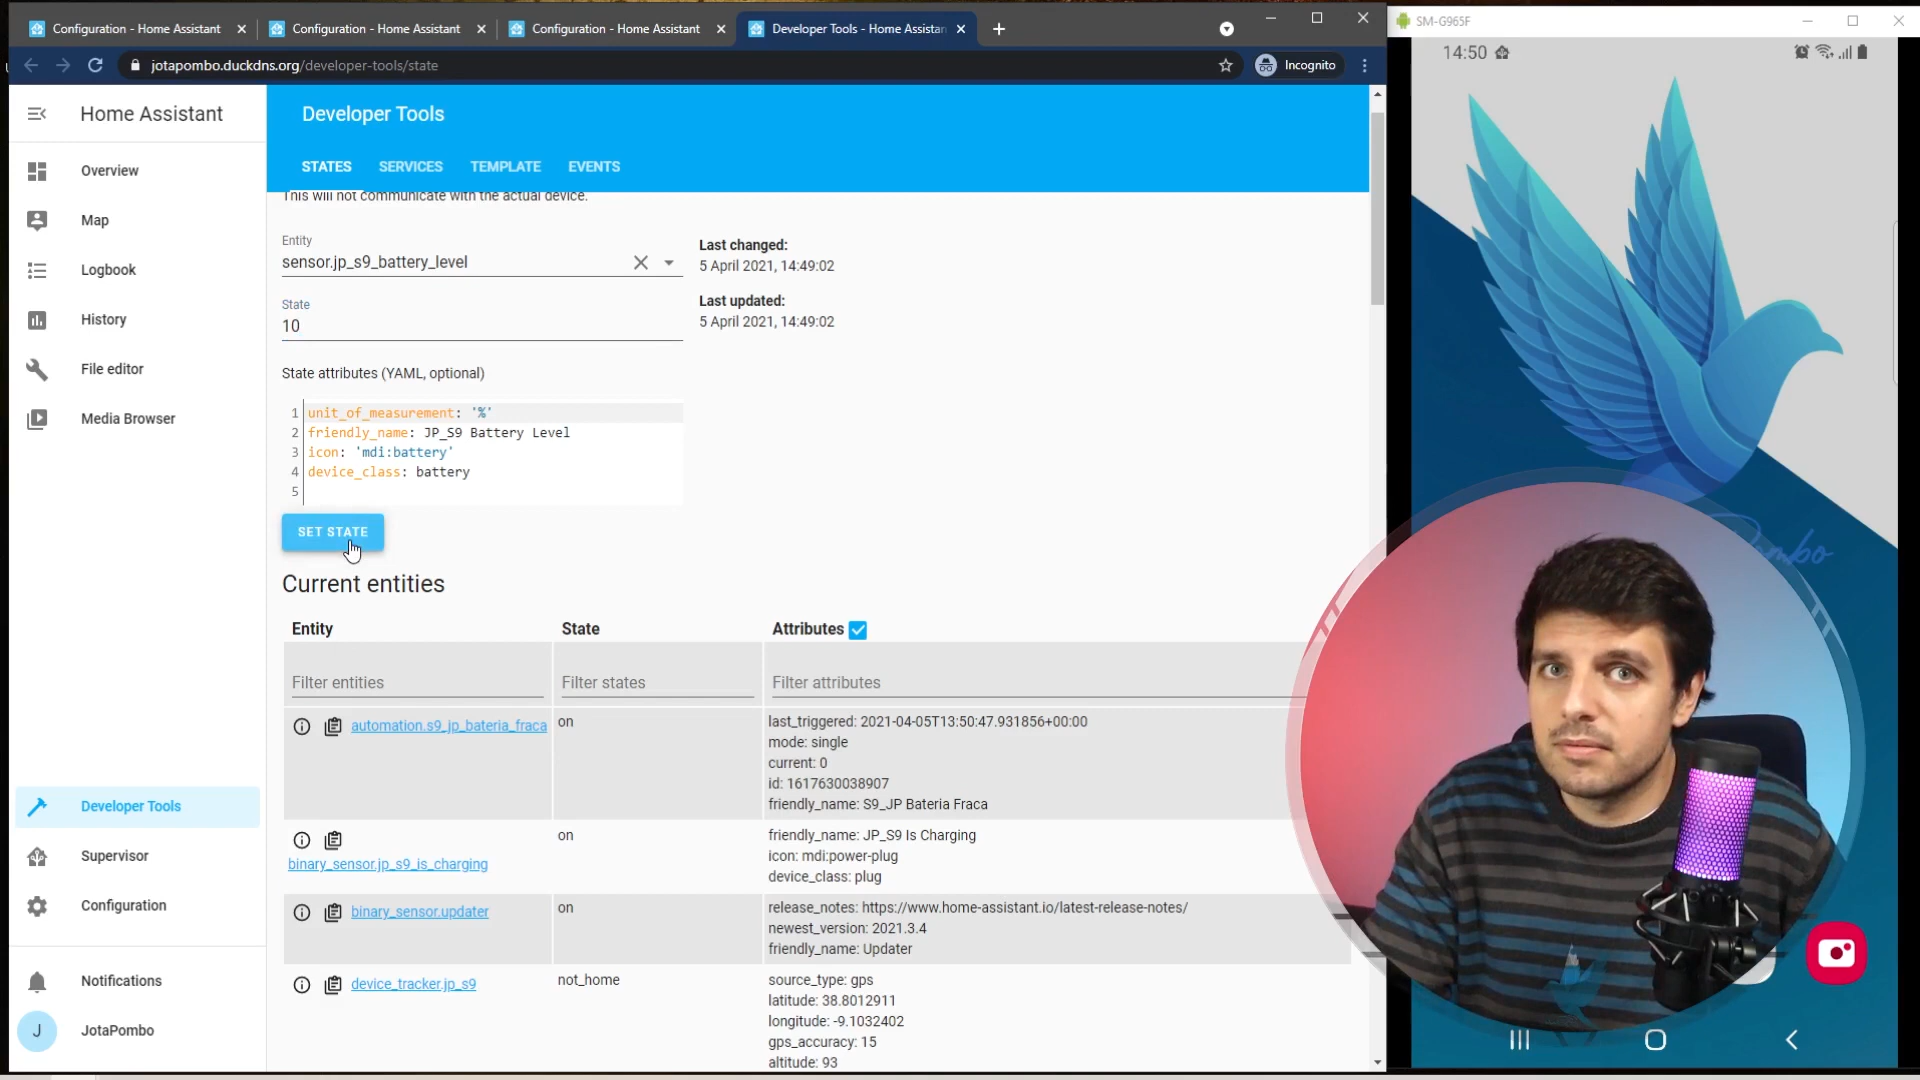 Configuration - Home Assistant
Configuration - Home Assistant
Configuration - Home Assistant
Developer Tools - Home Assistan
SM-G965F
jotapombo.duckdns.org/developer-tools/state
Incognito
14:50
Home Assistant
Overview
Map
Logbook
History
File editor
Media Browser
Developer Tools
Supervisor
Configuration
Notifications
J
JotaPombo
Developer Tools
STATES
SERVICES
TEMPLATE
EVENTS
This will not communicate with the actual device.
Entity
sensor.jp_s9_battery_level
State
10
Last changed:
5 April 2021, 14:49:02
Last updated:
5 April 2021, 14:49:02
State attributes (YAML, optional)
1 unit_of_measurement: '%'
2 friendly_name: JP_S9 Battery Level
3 icon: 'mdi:battery'
4 device_class: battery
5
SET STATE
Current entities
Entity
State
Attributes
Filter entities
Filter states
Filter attributes
automation.s9_jp_bateria_fraca
on
last_triggered: 2021-04-05T13:50:47.931856+00:00
mode: single
current: 0
id: 1617630038907
friendly_name: S9_JP Bateria Fraca
binary_sensor.jp_s9_is_charging
on
friendly_name: JP_S9 Is Charging
icon: mdi:power-plug
device_class: plug
binary_sensor.updater
on
release_notes: https://www.home-assistant.io/latest-release-notes/
newest_version: 2021.3.4
friendly_name: Updater
device_tracker.jp_s9
not_home
source_type: gps
latitude: 38.8012911
longitude: -9.1032402
gps_accuracy: 15
altitude: 93